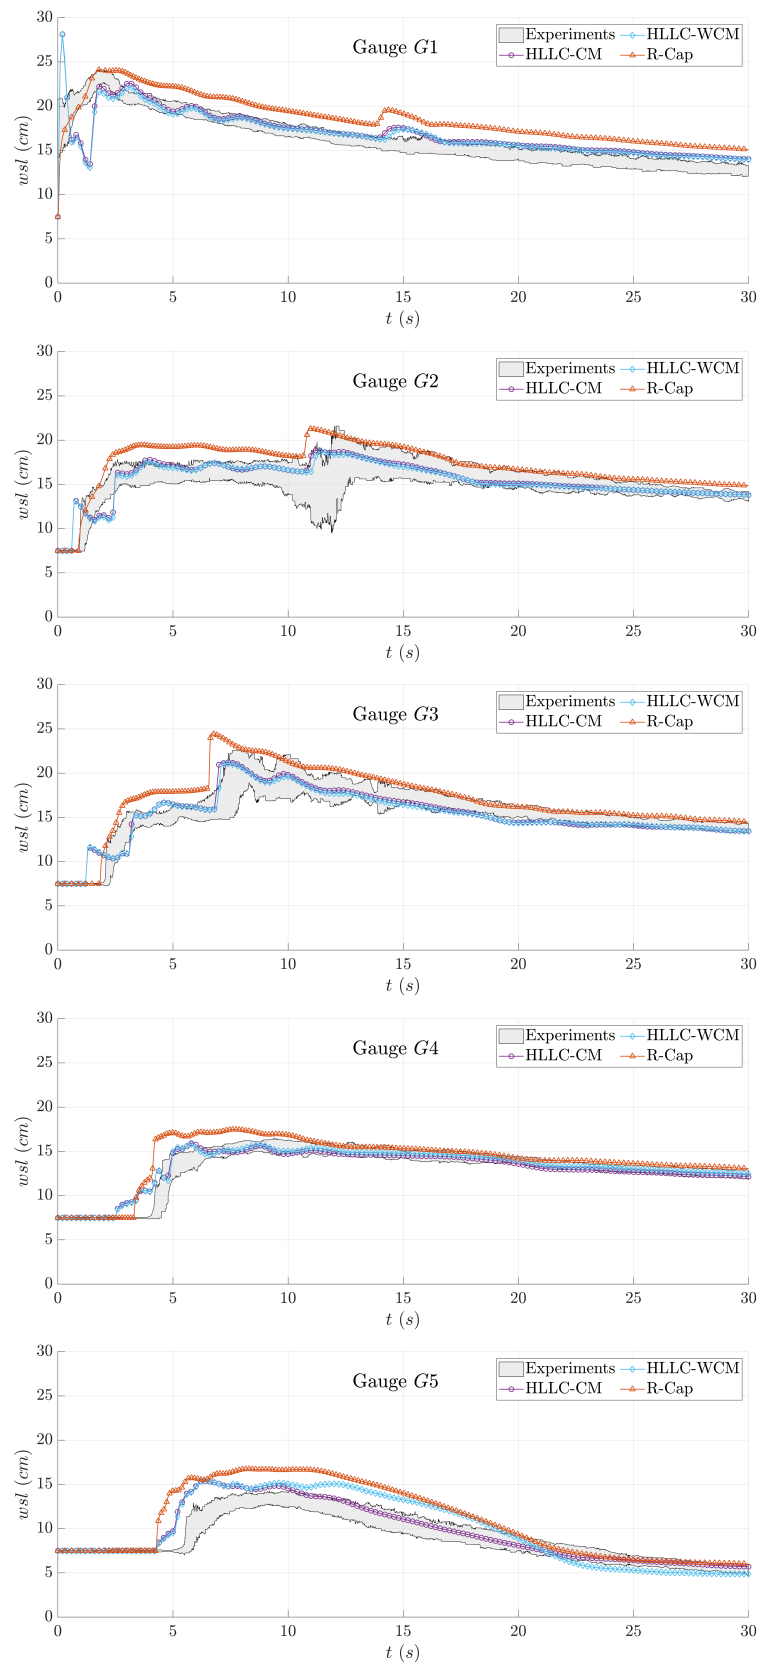 30
Gauge G1
Experiments HLLC-WCM
HLLC-CM R-Cap
25
20
15
10
5
0
wsl (cm)
0 5 10 15 20 25 30
t (s)
30
Gauge G2
Experiments HLLC-WCM
HLLC-CM R-Cap
25
20
15
10
5
0
wsl (cm)
0 5 10 15 20 25 30
t (s)
30
Gauge G3
Experiments HLLC-WCM
HLLC-CM R-Cap
25
20
15
10
5
0
wsl (cm)
0 5 10 15 20 25 30
t (s)
30
Gauge G4
Experiments HLLC-WCM
HLLC-CM R-Cap
25
20
15
10
5
0
wsl (cm)
0 5 10 15 20 25 30
t (s)
30
Gauge G5
Experiments HLLC-WCM
HLLC-CM R-Cap
25
20
15
10
5
0
wsl (cm)
0 5 10 15 20 25 30
t (s)